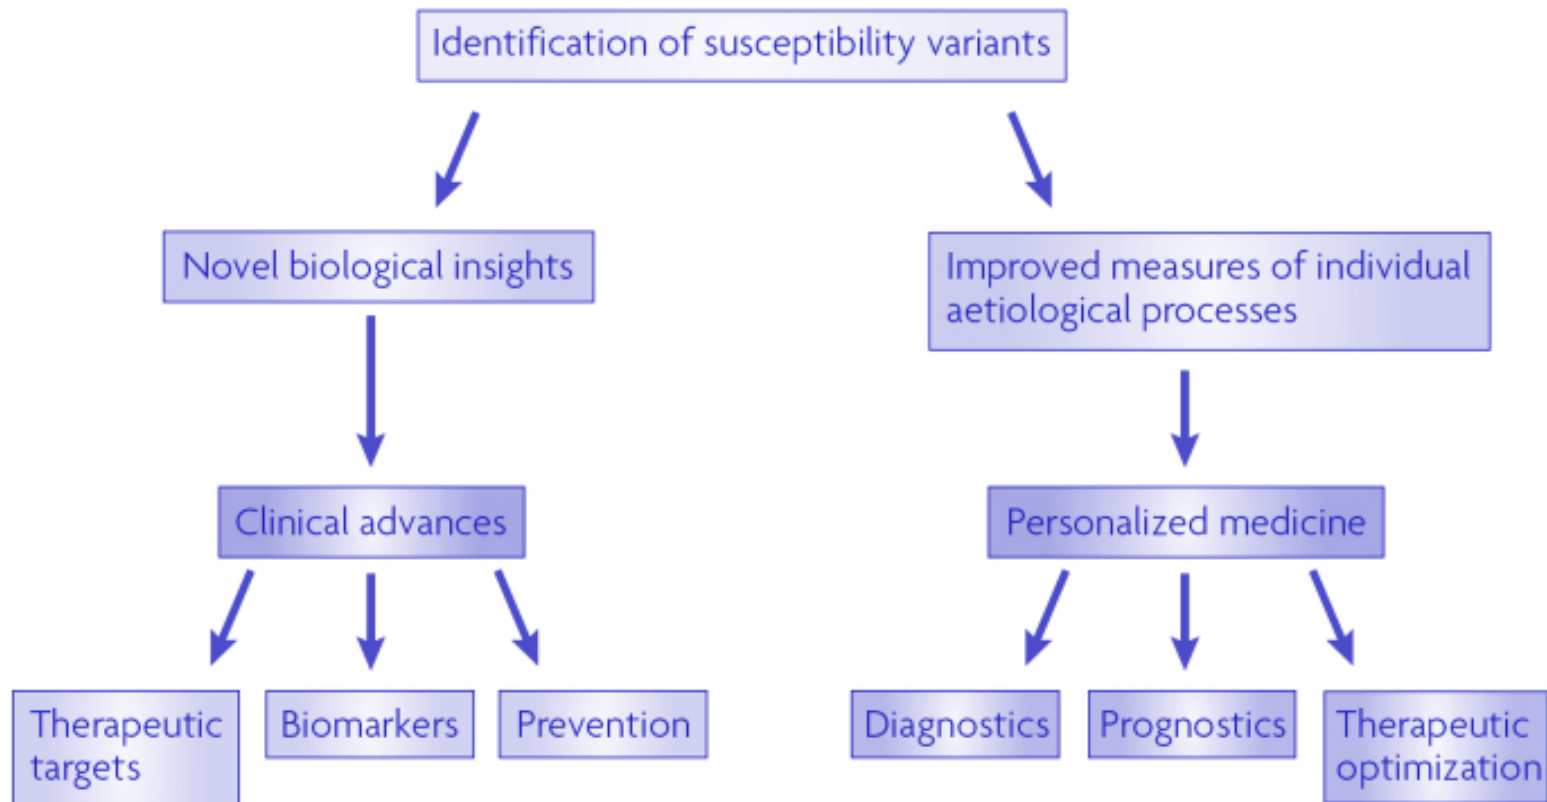 Identification of susceptibility variants
Novel biological insights
Improved measures of individual
aetiological processes
Clinical advances
Personalized medicine
Therapeutic
targets
Biomarkers
Prevention
Diagnostics
Prognostics
Therapeutic
optimization